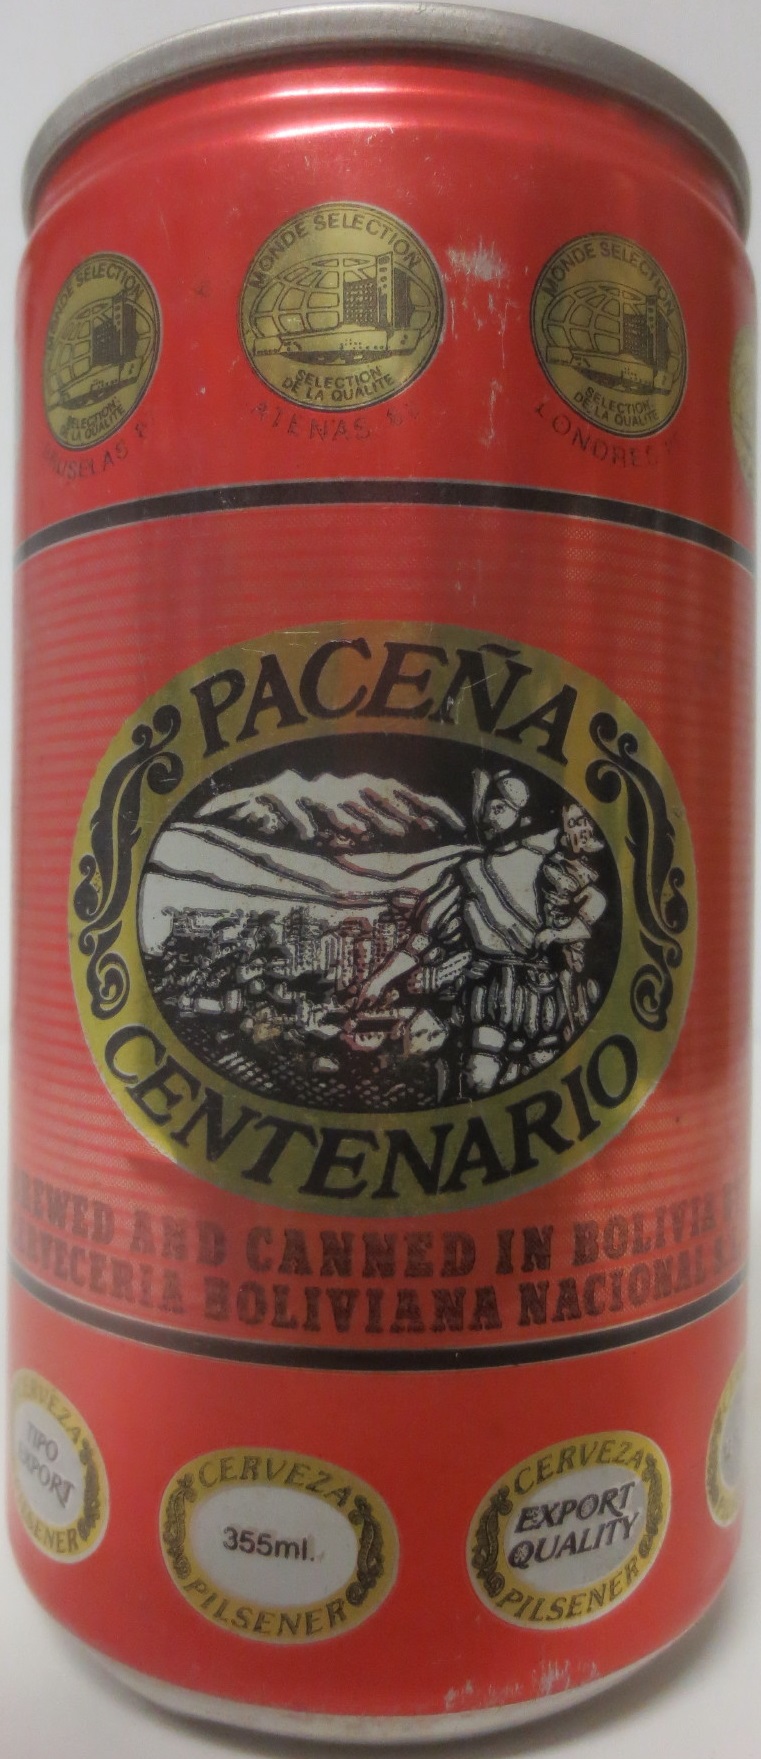 MONDE SELECTION
SELECTION
DE LA QUALITE
MONDE SELECTION
SELECTION
DE LA QUALITE
ATENAS
MONDE SELECTION
SELECTION
DE LA QUALITE
LONDRES
PACEÑA
CENTENARIO
BREWED AND CANNED IN BOLIVIA
CERVECERIA BOLIVIANA NACIONAL S.A.
CERVEZA
TIPO
EXPORT
PILSENER
CERVEZA
355ml.
PILSENER
CERVEZA
EXPORT
QUALITY
PILSENER